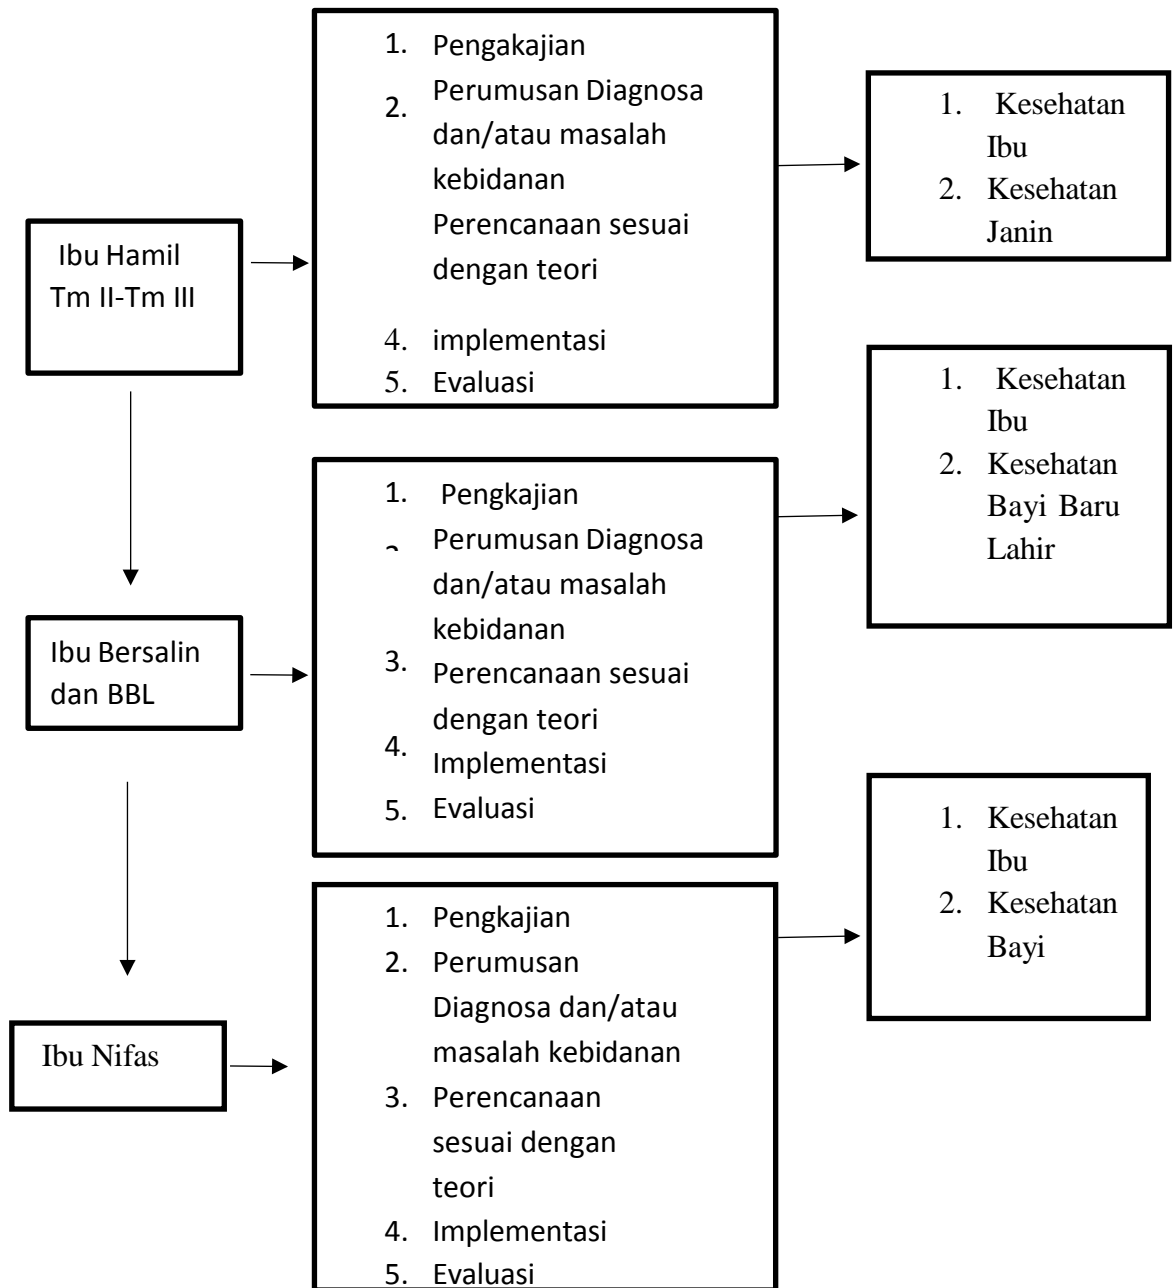 Ibu Hamil
Tm II-Tm III
1. Pengakajian
2. Perumusan Diagnosa
dan/atau masalah
kebidanan
Perencanaan sesuai
dengan teori
4. implementasi
5. Evaluasi
1. Kesehatan
Ibu
2. Kesehatan
Janin
Ibu Bersalin
dan BBL
1. Pengkajian
Perumusan Diagnosa
dan/atau masalah
kebidanan
3. Perencanaan sesuai
dengan teori
4. Implementasi
5. Evaluasi
1. Kesehatan
Ibu
2. Kesehatan
Bayi Baru
Lahir
Ibu Nifas
1. Pengkajian
2. Perumusan
Diagnosa dan/atau
masalah kebidanan
3. Perencanaan
sesuai dengan
teori
4. Implementasi
5. Evaluasi
1. Kesehatan
Ibu
2. Kesehatan
Bayi